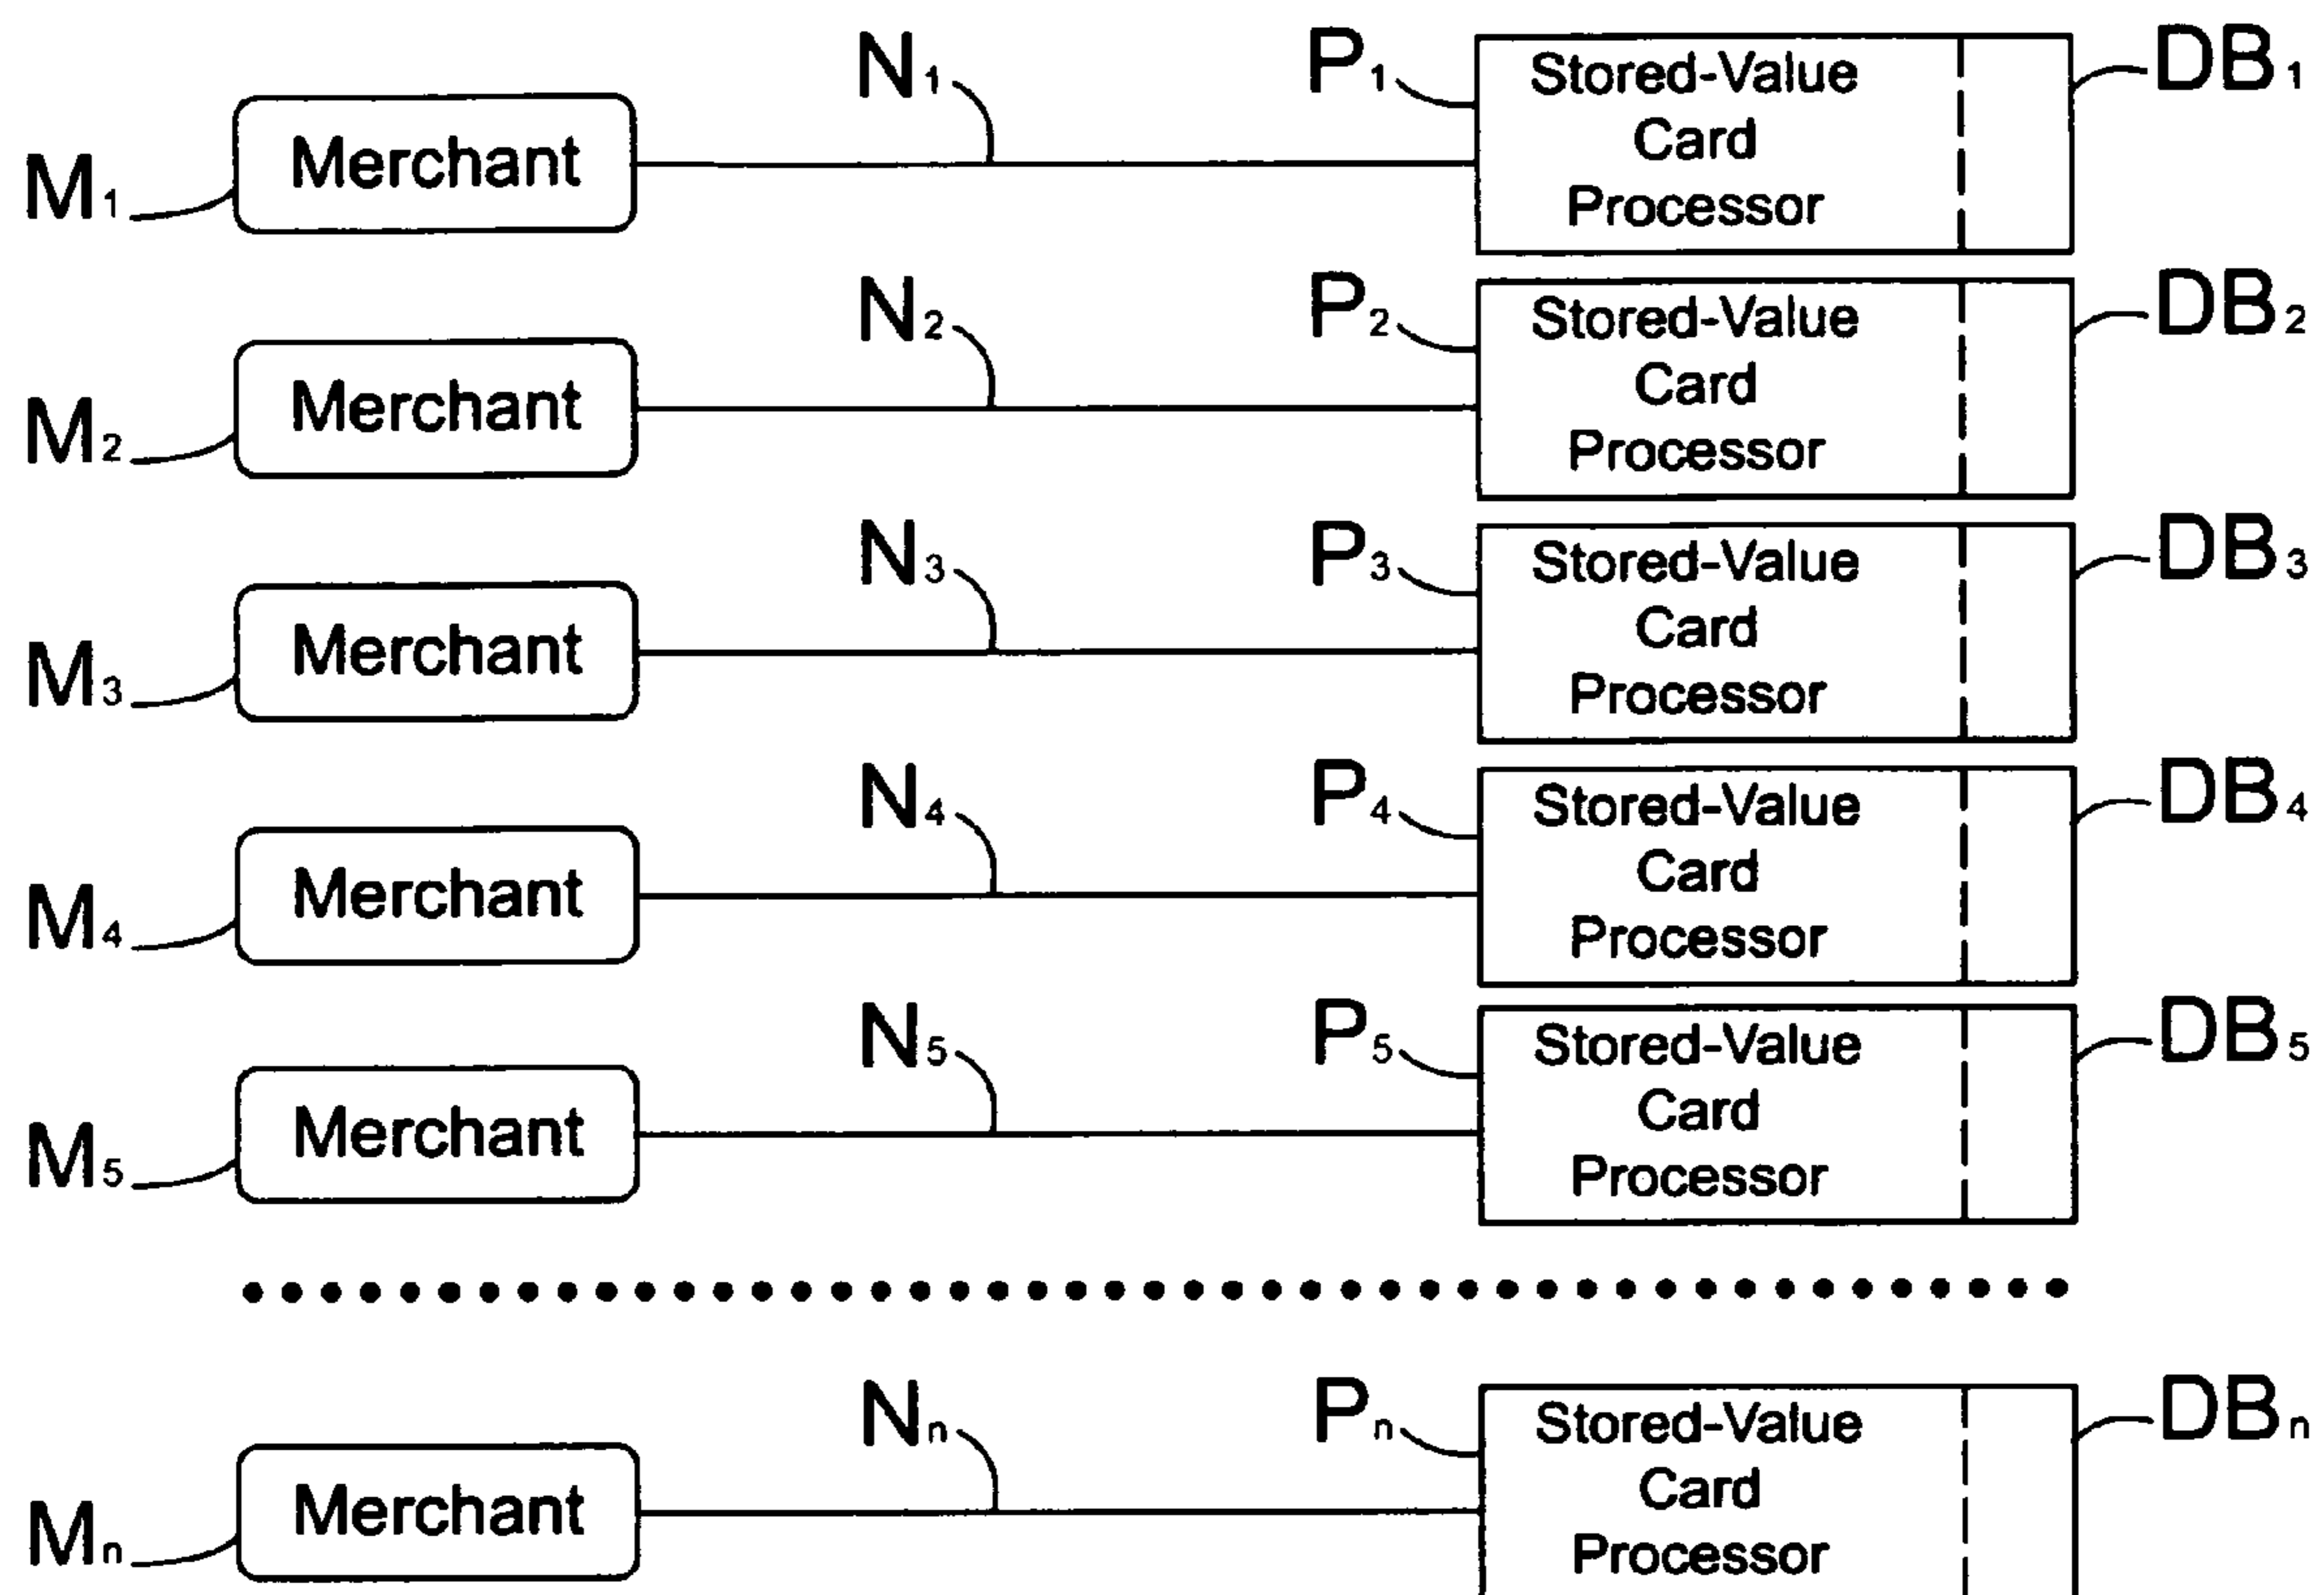 N1 P1 Stored-Value DB1
M1 Merchant Card
Processor
N2 P2 Stored-Value DB2
M2 Merchant Card
Processor
N3 P3 Stored-Value DB3
M3 Merchant Card
Processor
N4 P4 Stored-Value DB4
M4 Merchant Card
Processor
N5 P5 Stored-Value DB5
M5 Merchant Card
Processor
Nn Pn Stored-Value DBn
Mn Merchant Card
Processor